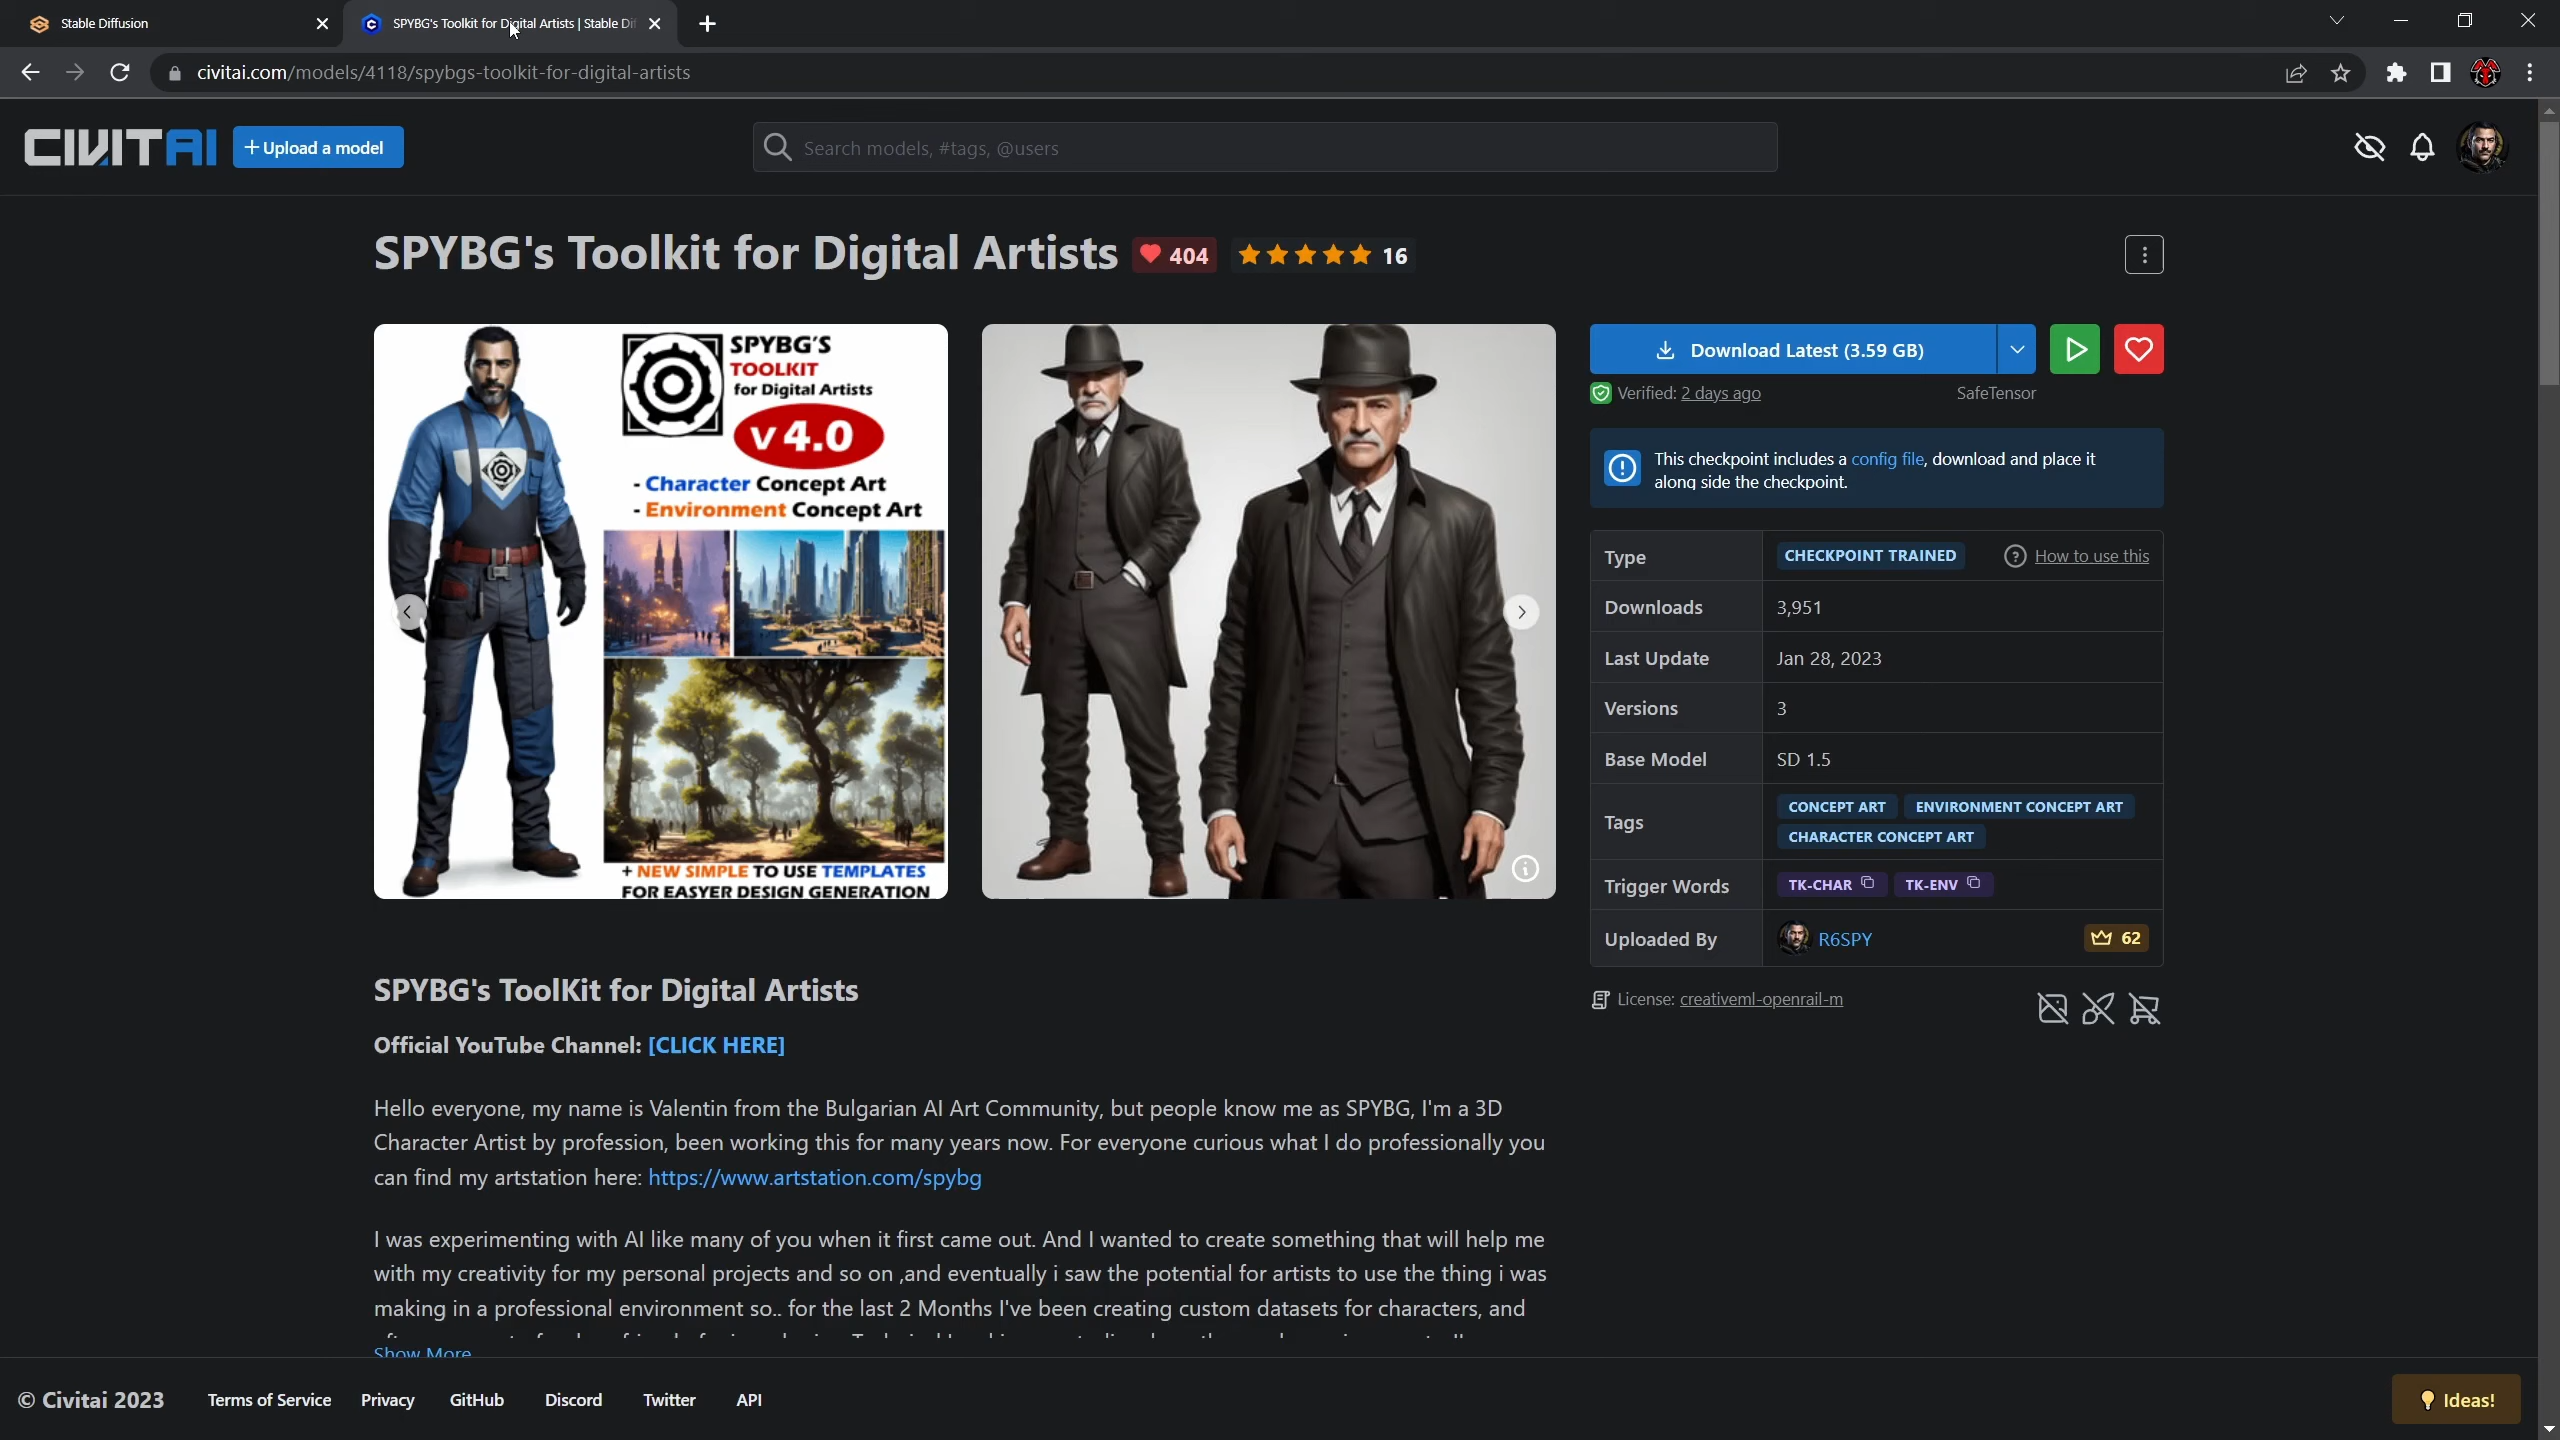 Stable Diffusion
SPYBG's Toolkit for Digital Artists | Stable Dif
civitai.com/models/4118/spybgs-toolkit-for-digital-artists
CIVITAI
Upload a model
Search models, #tags, @users
SPYBG's Toolkit for Digital Artists
404
16
SPYBG'S
TOOLKIT
for Digital Artists
v 4.0
- Character Concept Art
- Environment Concept Art
+ NEW SIMPLE TO USE TEMPLATES
FOR EASYER DESIGN GENERATION
Download Latest (3.59 GB)
Verified: 2 days ago
SafeTensor
This checkpoint includes a config file, download and place it
along side the checkpoint.
Type
CHECKPOINT TRAINED
How to use this
Downloads
3,951
Last Update
Jan 28, 2023
Versions
3
Base Model
SD 1.5
Tags
CONCEPT ART
ENVIRONMENT CONCEPT ART
CHARACTER CONCEPT ART
Trigger Words
TK-CHAR
TK-ENV
Uploaded By
R6SPY
62
License: creativeml-openrail-m
SPYBG's ToolKit for Digital Artists
Official YouTube Channel: [CLICK HERE]
Hello everyone, my name is Valentin from the Bulgarian AI Art Community, but people know me as SPYBG, I'm a 3D
Character Artist by profession, been working this for many years now. For everyone curious what I do professionally you
can find my artstation here: https://www.artstation.com/spybg
I was experimenting with AI like many of you when it first came out. And I wanted to create something that will help me
with my creativity for my personal projects and so on ,and eventually i saw the potential for artists to use the thing i was
making in a professional environment so.. for the last 2 Months I've been creating custom datasets for characters, and
Show More
© Civitai 2023
Terms of Service
Privacy
GitHub
Discord
Twitter
API
Ideas!